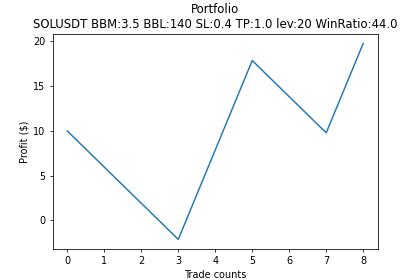 Portfolio
SOLUSDT BBM:3.5 BBL:140 SL:0.4 TP:1.0 lev:20 WinRatio:44.0
20
15
10
5
0
Profit ($)
0 1 2 3 4 5 6 7 8
Trade counts